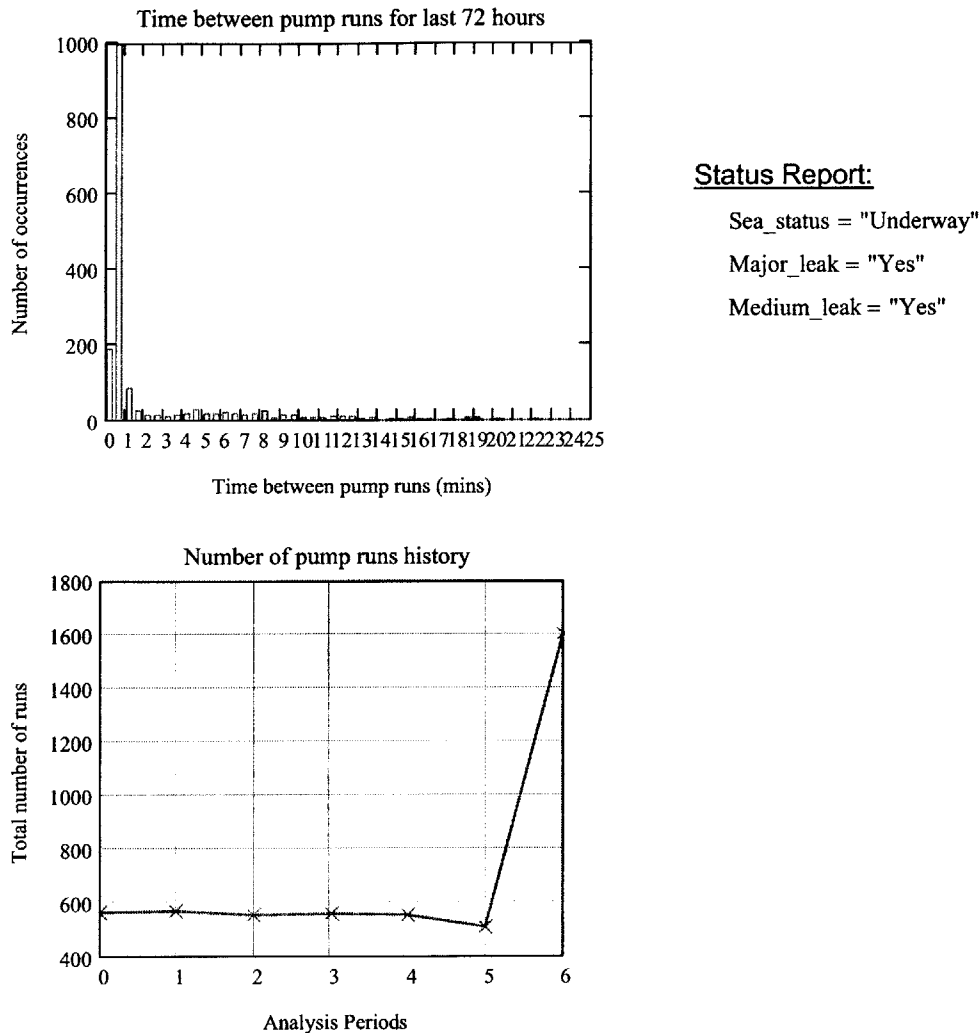 Time between pump runs for last 72 hours
1000
800
600
400
200
0
Number of occurrences
0 1 2 3 4 5 6 7 8 9 10 11 12 13 14 15 16 17 18 19 20 21 22 23 24 25
Time between pump runs (mins)
Status Report:
Sea_status = "Underway"
Major_leak = "Yes"
Medium_leak = "Yes"
Number of pump runs history
1800
1600
1400
1200
1000
800
600
400
Total number of runs
0 1 2 3 4 5 6
Analysis Periods